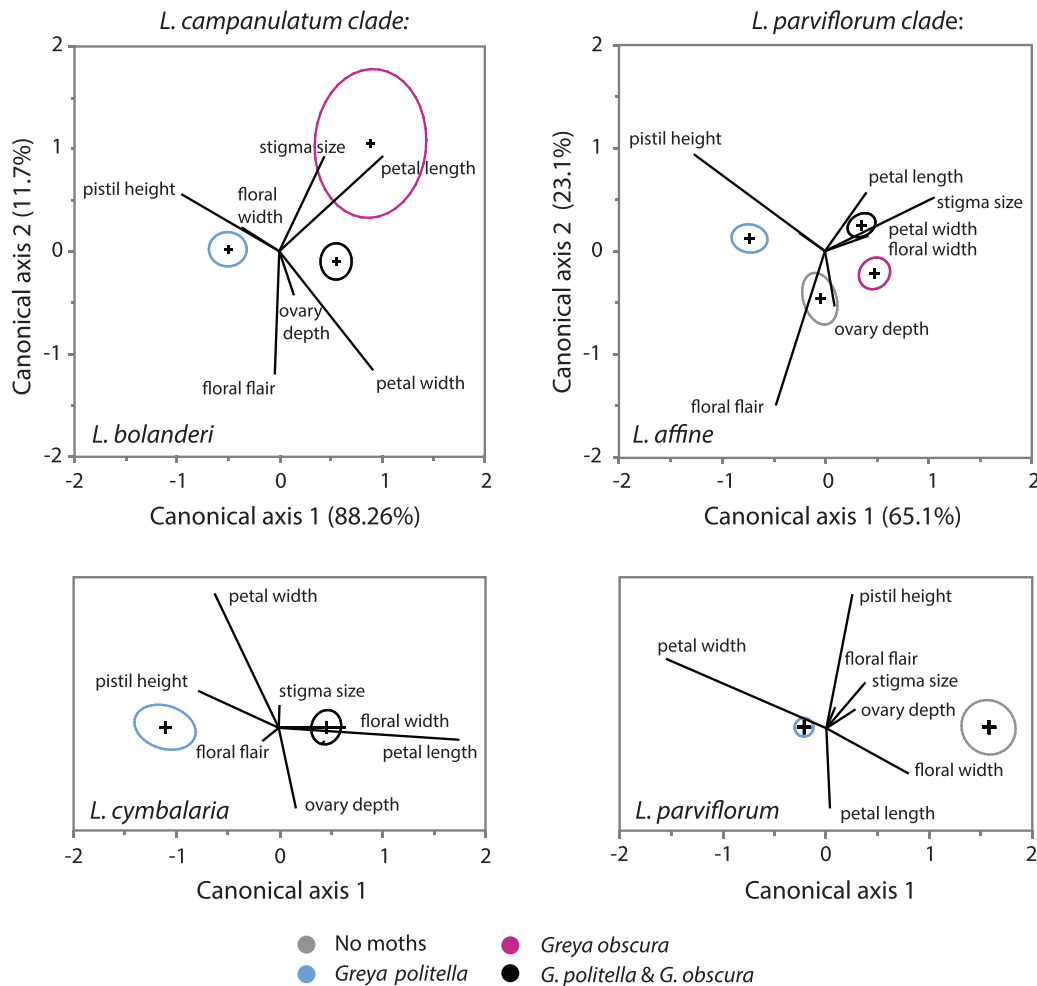 L. campanulatum clade:
L. parviflorum clade:
2
1
0
-1
-2
Canonical axis 2 (11.7%)
stigma size
petal length
pistil height
floral
width
ovary
depth
floral flair
petal width
L. bolanderi
-2
-1
0
1
2
Canonical axis 1 (88.26%)
2
1
0
-1
-2
Canonical axis 2 (23.1%)
pistil height
petal length
stigma size
petal width
floral width
ovary depth
floral flair
L. affine
-2
-1
0
1
2
Canonical axis 1 (65.1%)
petal width
pistil height
stigma size
floral width
floral flair
petal length
ovary depth
L. cymbalaria
-2
-1
0
1
2
Canonical axis 1
pistil height
petal width
floral flair
stigma size
ovary depth
floral width
petal length
L. parviflorum
-2
-1
0
1
2
Canonical axis 1
No moths
Greya obscura
Greya politella
G. politella & G. obscura